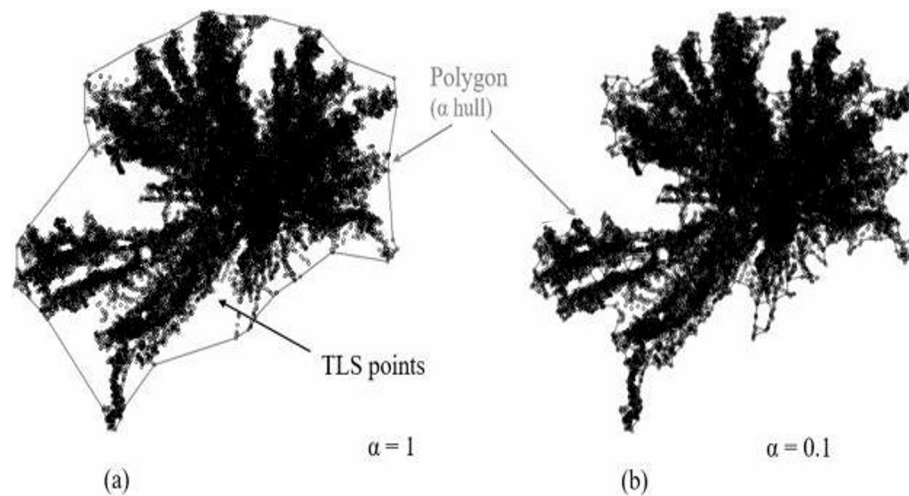 Polygon
(α hull)
TLS points
α = 1
α = 0.1
(a)
(b)